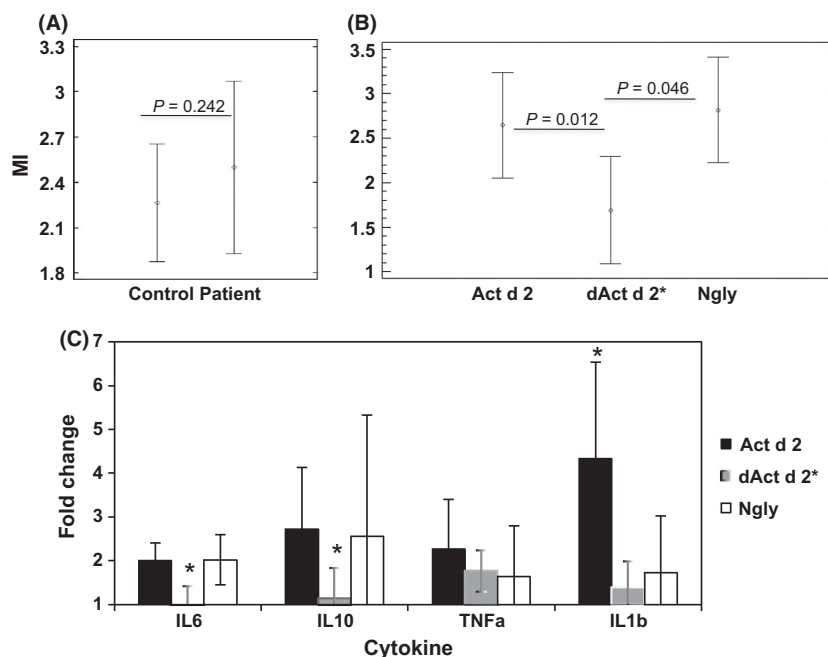 (A)
3.3
3
2.7
2.4
2.1
1.8
MI
P = 0.242
Control Patient
(B)
3.5
3
2.5
2
1.5
1
P = 0.046
P = 0.012
Act d 2 dAct d 2* Ngly
(C)
7
6
5
4
3
2
1
Fold change
*
*
*
IL6 IL10 TNFa IL1b
Cytokine
Act d 2
dAct d 2*
Ngly